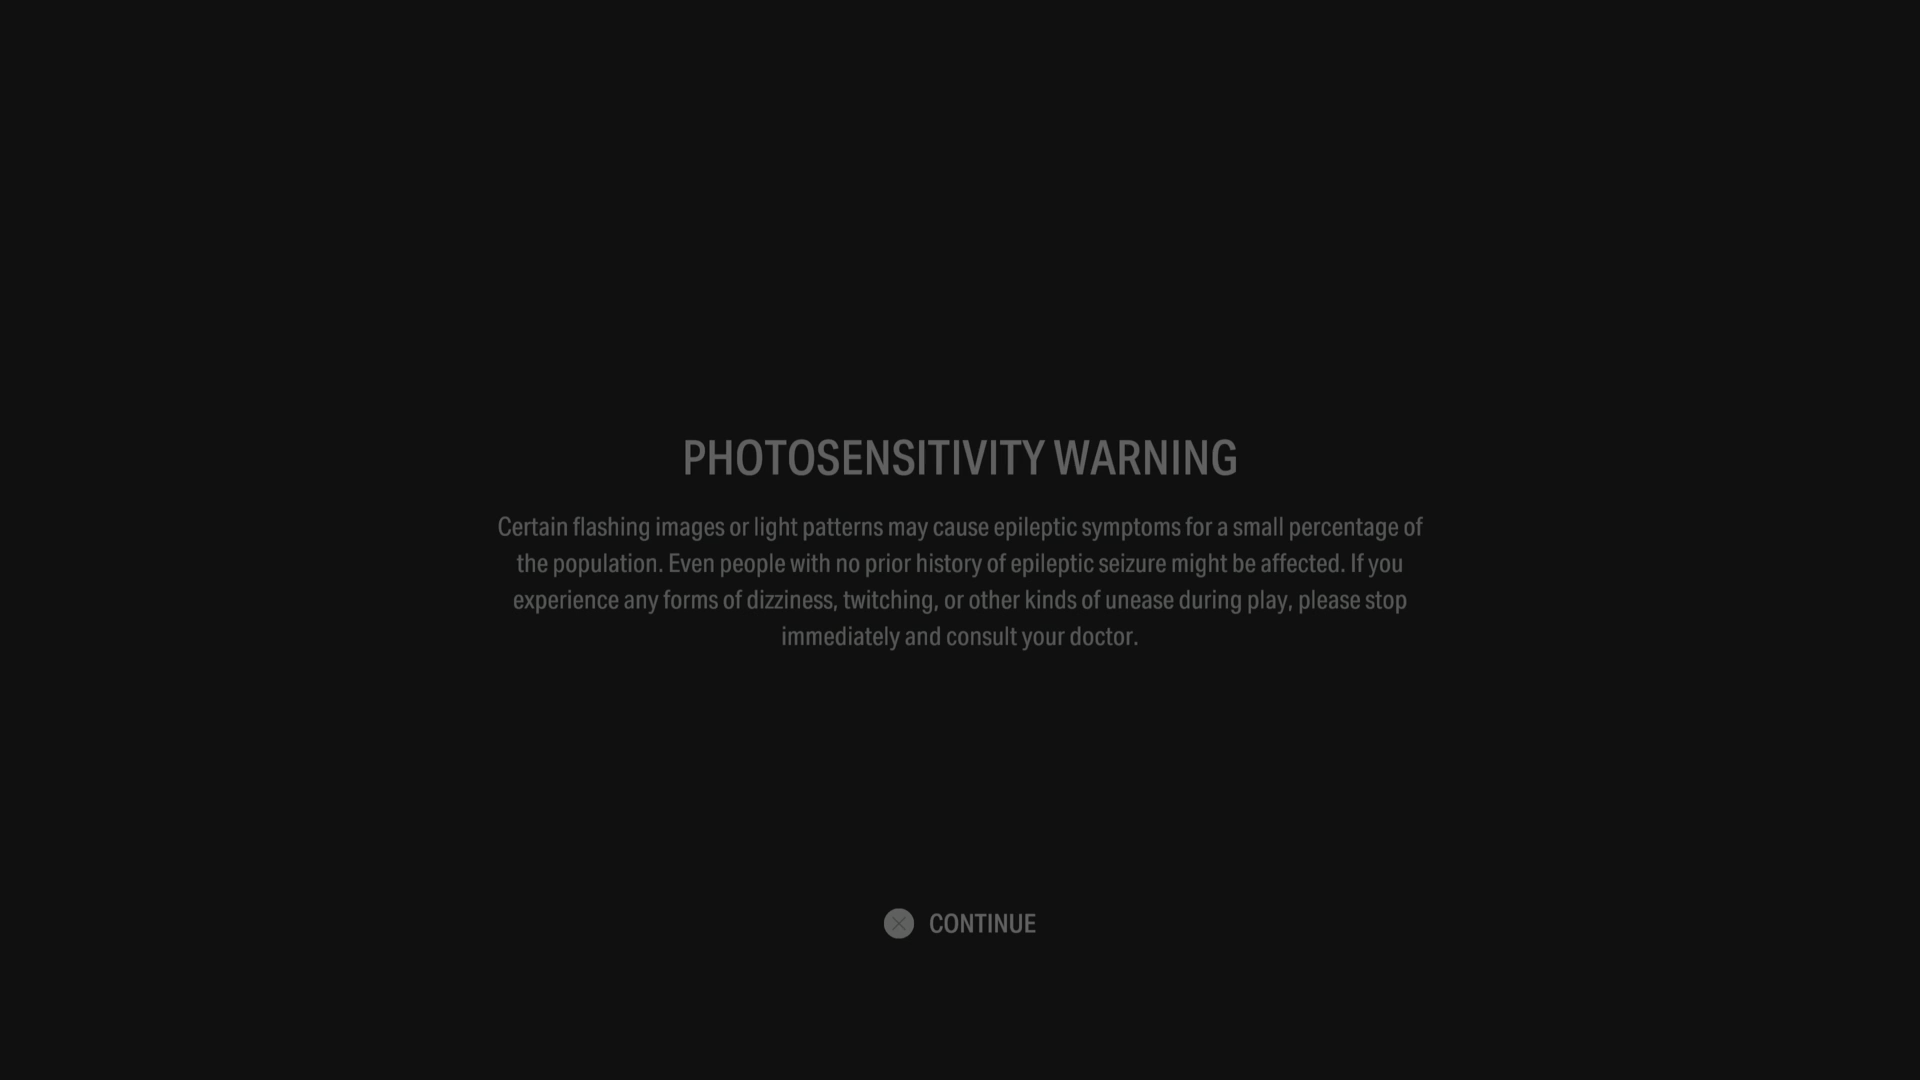 PHOTOSENSITIVITY WARNING
Certain flashing images or light patterns may cause epileptic symptoms for a small percentage of
the population. Even people with no prior history of epileptic seizure might be affected. If you
experience any forms of dizziness, twitching, or other kinds of unease during play, please stop
immediately and consult your doctor.
CONTINUE